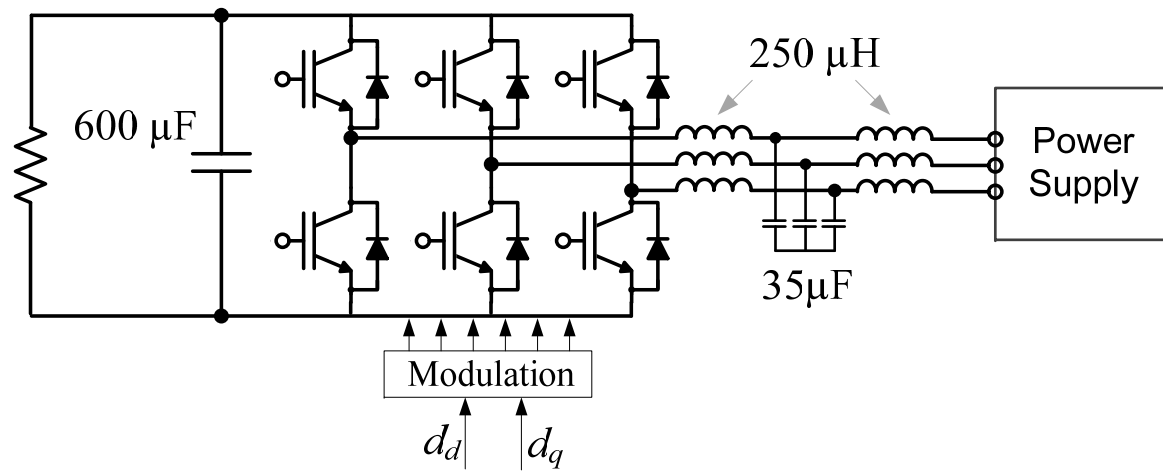 250 µH
600 µF
Power
Supply
35µF
Modulation
d_d d_q